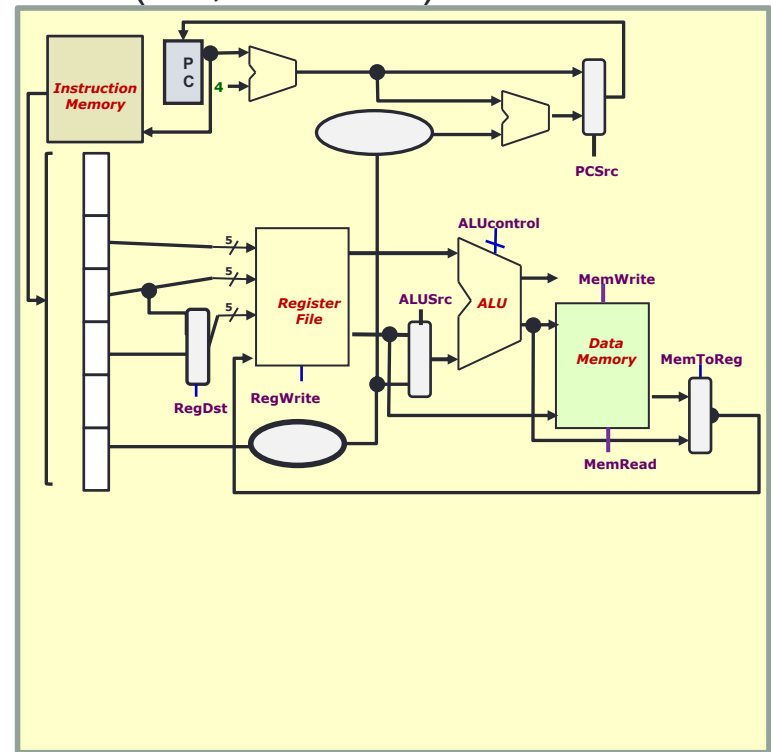 P
C
Instruction
Memory
4
PCSrc
5
ALUcontrol
5
MemWrite
ALUSrc
Register
File
ALU
5
Data
Memory
MemToReg
RegWrite
RegDst
MemRead